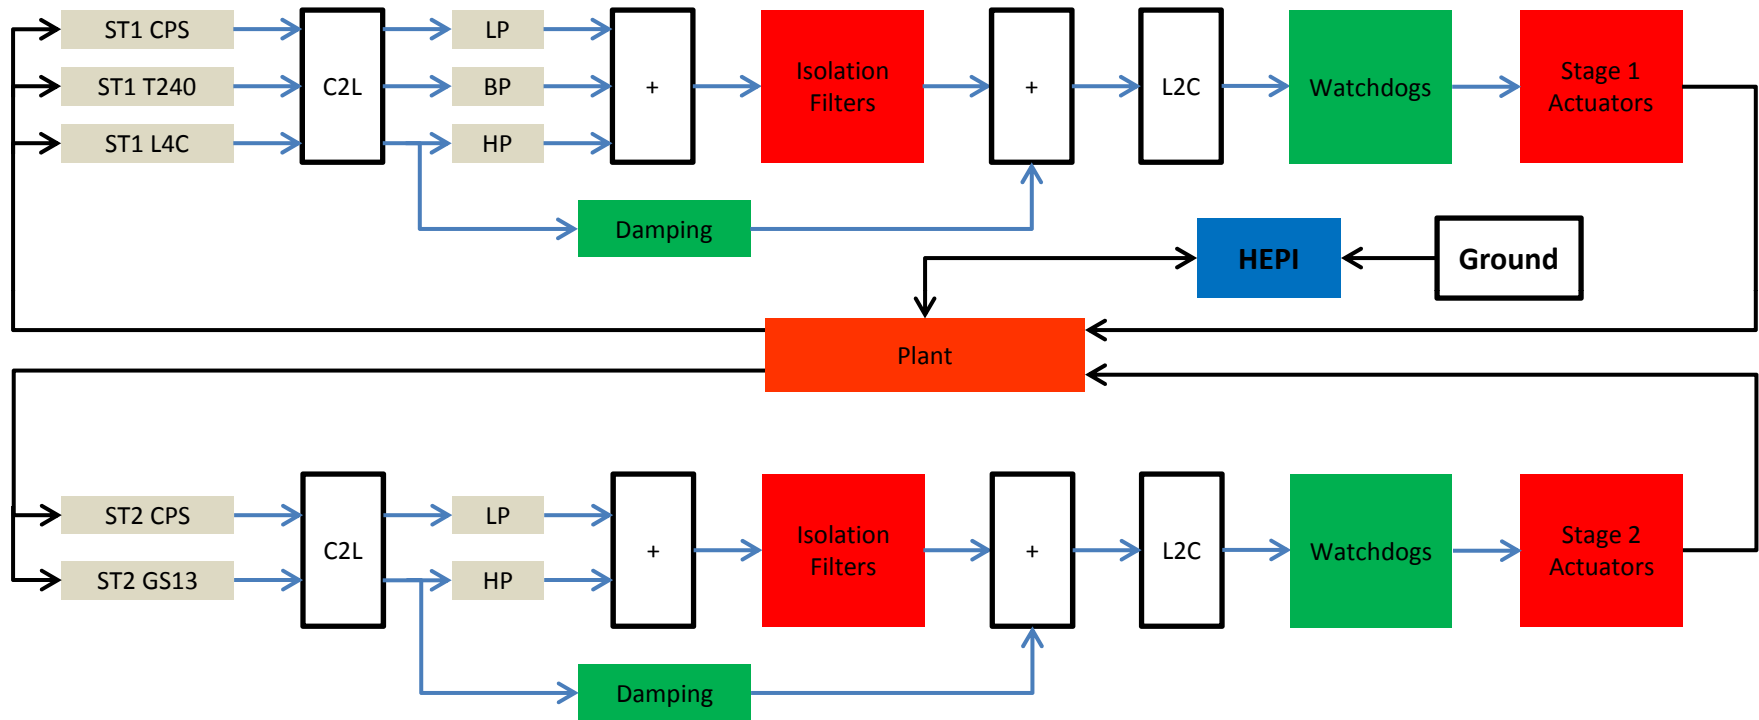 ST1 CPS
ST1 T240
ST1 L4C
C2L
LP
BP
HP
+
Isolation
Filters
+
L2C
Watchdogs
Stage 1
Actuators
Damping
HEPI
Ground
Plant
ST2 CPS
ST2 GS13
C2L
LP
HP
+
Isolation
Filters
+
L2C
Watchdogs
Stage 2
Actuators
Damping